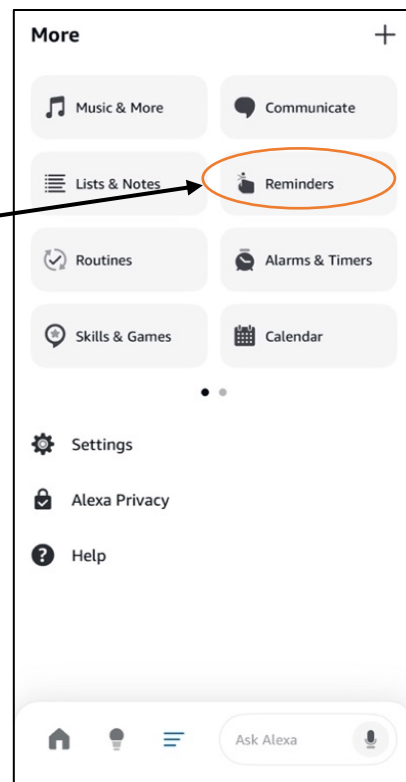 More
Music & More
Communicate
Lists & Notes
Reminders
Routines
Alarms & Timers
Skills & Games
Calendar
Settings
Alexa Privacy
Help
Ask Alexa